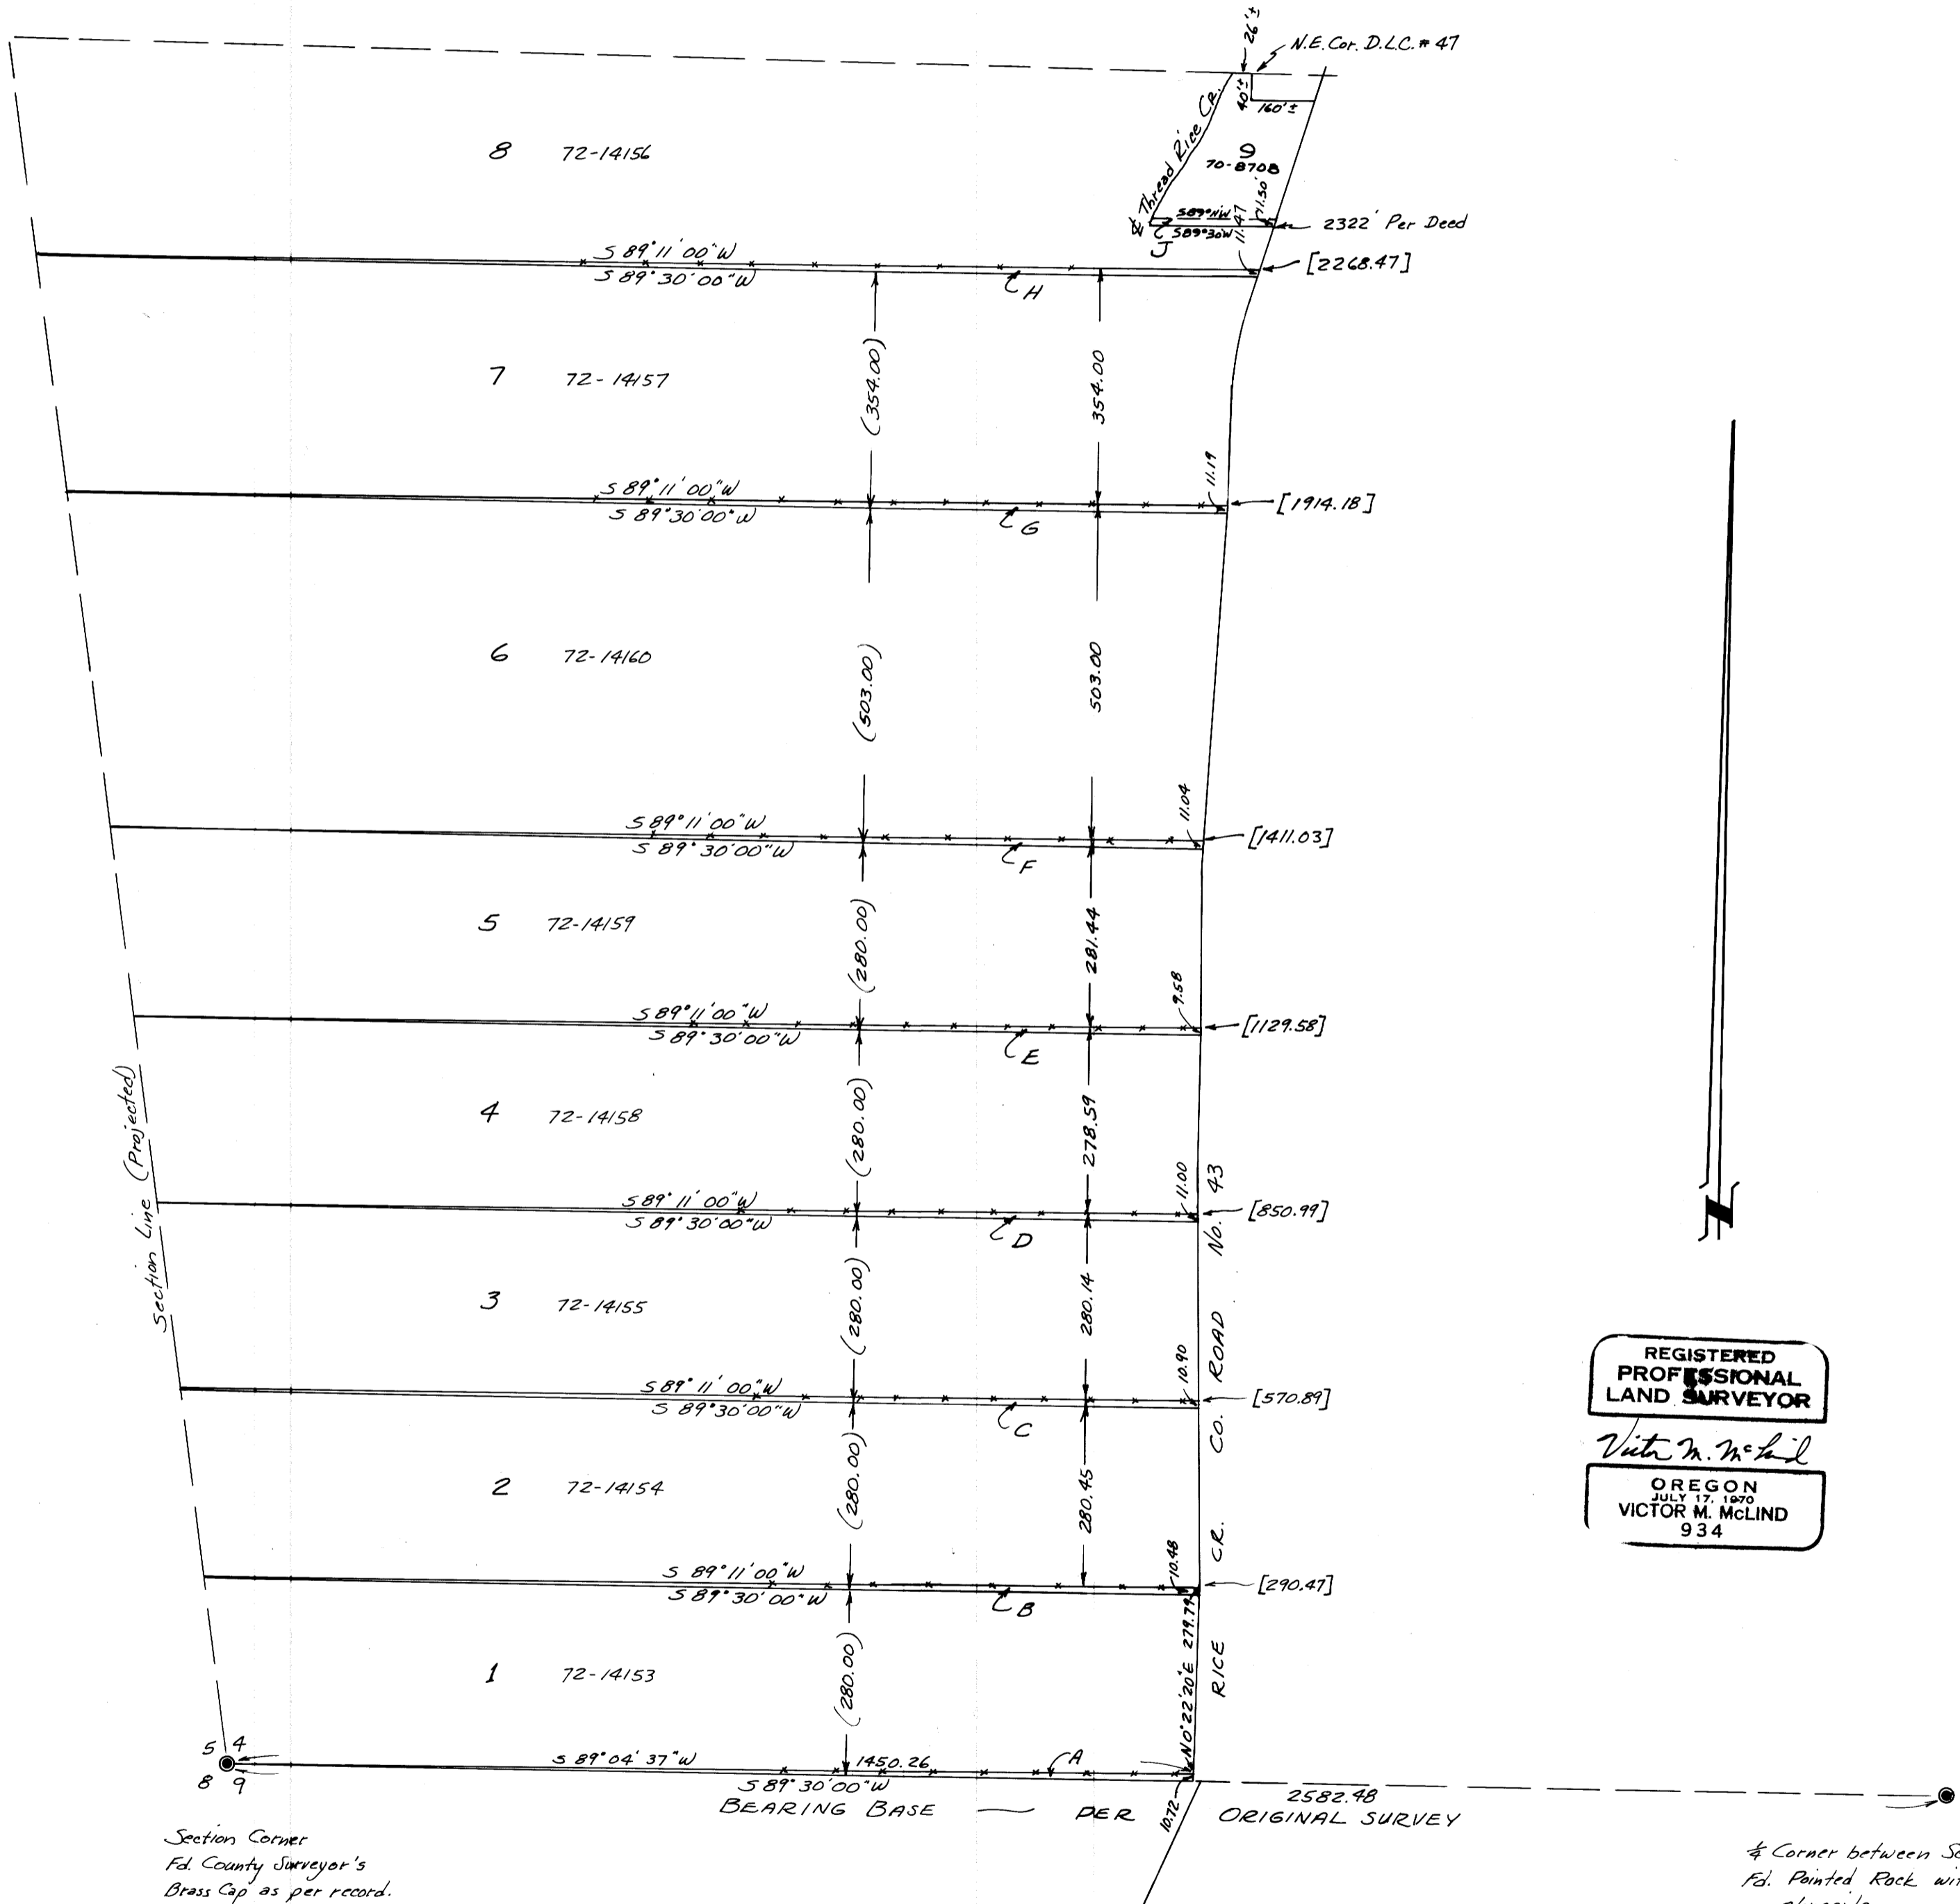 26'±
N.E. Cor. D.L.C. # 47
40'±
160'±
℄ Thread Rice Cr.
9
70-8708
8 72-14156
S89°11'W
S89°30'W
11.47
11.50'
J
2322' Per Deed
S 89°11'00"W
S 89°30'00"W
H
11.47
[2268.47]
7 72-14157
(354.00)
354.00
11.19
S 89°11'00"W
S 89°30'00"W
G
[1914.18]
6 72-14160
(503.00)
503.00
11.04
S 89°11'00"W
S 89°30'00"W
F
[1411.03]
5 72-14159
(280.00)
281.44
9.58
S 89°11'00"W
S 89°30'00"W
E
[1129.58]
Section Line (Projected)
4 72-14158
(280.00)
278.59
11.00
S 89°11'00"W
S 89°30'00"W
D
[850.99]
3 72-14155
(280.00)
280.14
10.90
S 89°11'00"W
S 89°30'00"W
C
[570.89]
2 72-14154
(280.00)
280.45
10.48
S 89°11'00"W
S 89°30'00"W
B
[290.47]
1 72-14153
(280.00)
N0°22'20"E 279.79
RICE CR. CO. ROAD No. 43
N
REGISTERED
PROFESSIONAL
LAND SURVEYOR
Victor M. McLind
OREGON
JULY 17, 1970
VICTOR M. McLIND
934
5 4
8 9
S 89°04'37"W 1450.26
A
S 89°30'00"W
10.72
2582.48
BEARING BASE — PER ORIGINAL SURVEY
Section Corner
Fd. County Surveyor's
Brass Cap as per record.
¼ Corner between
Fd. Pointed Rock